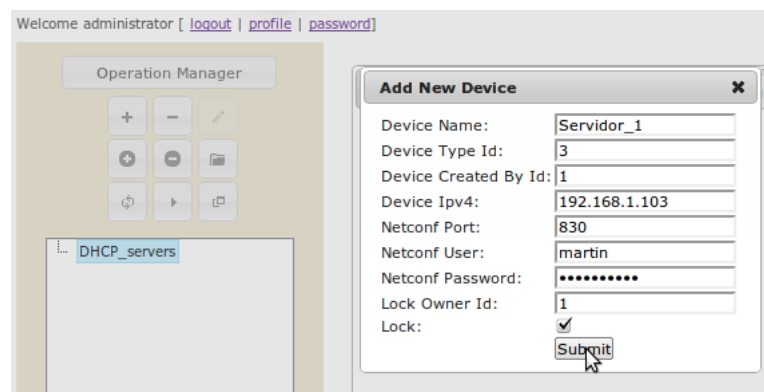 Welcome administrator [ logout | profile | password]
Operation Manager
DHCP_servers
Add New Device
Device Name: Servidor_1
Device Type Id: 3
Device Created By Id: 1
Device Ipv4: 192.168.1.103
Netconf Port: 830
Netconf User: martin
Netconf Password: ••••••••••
Lock Owner Id: 1
Lock:
Submit